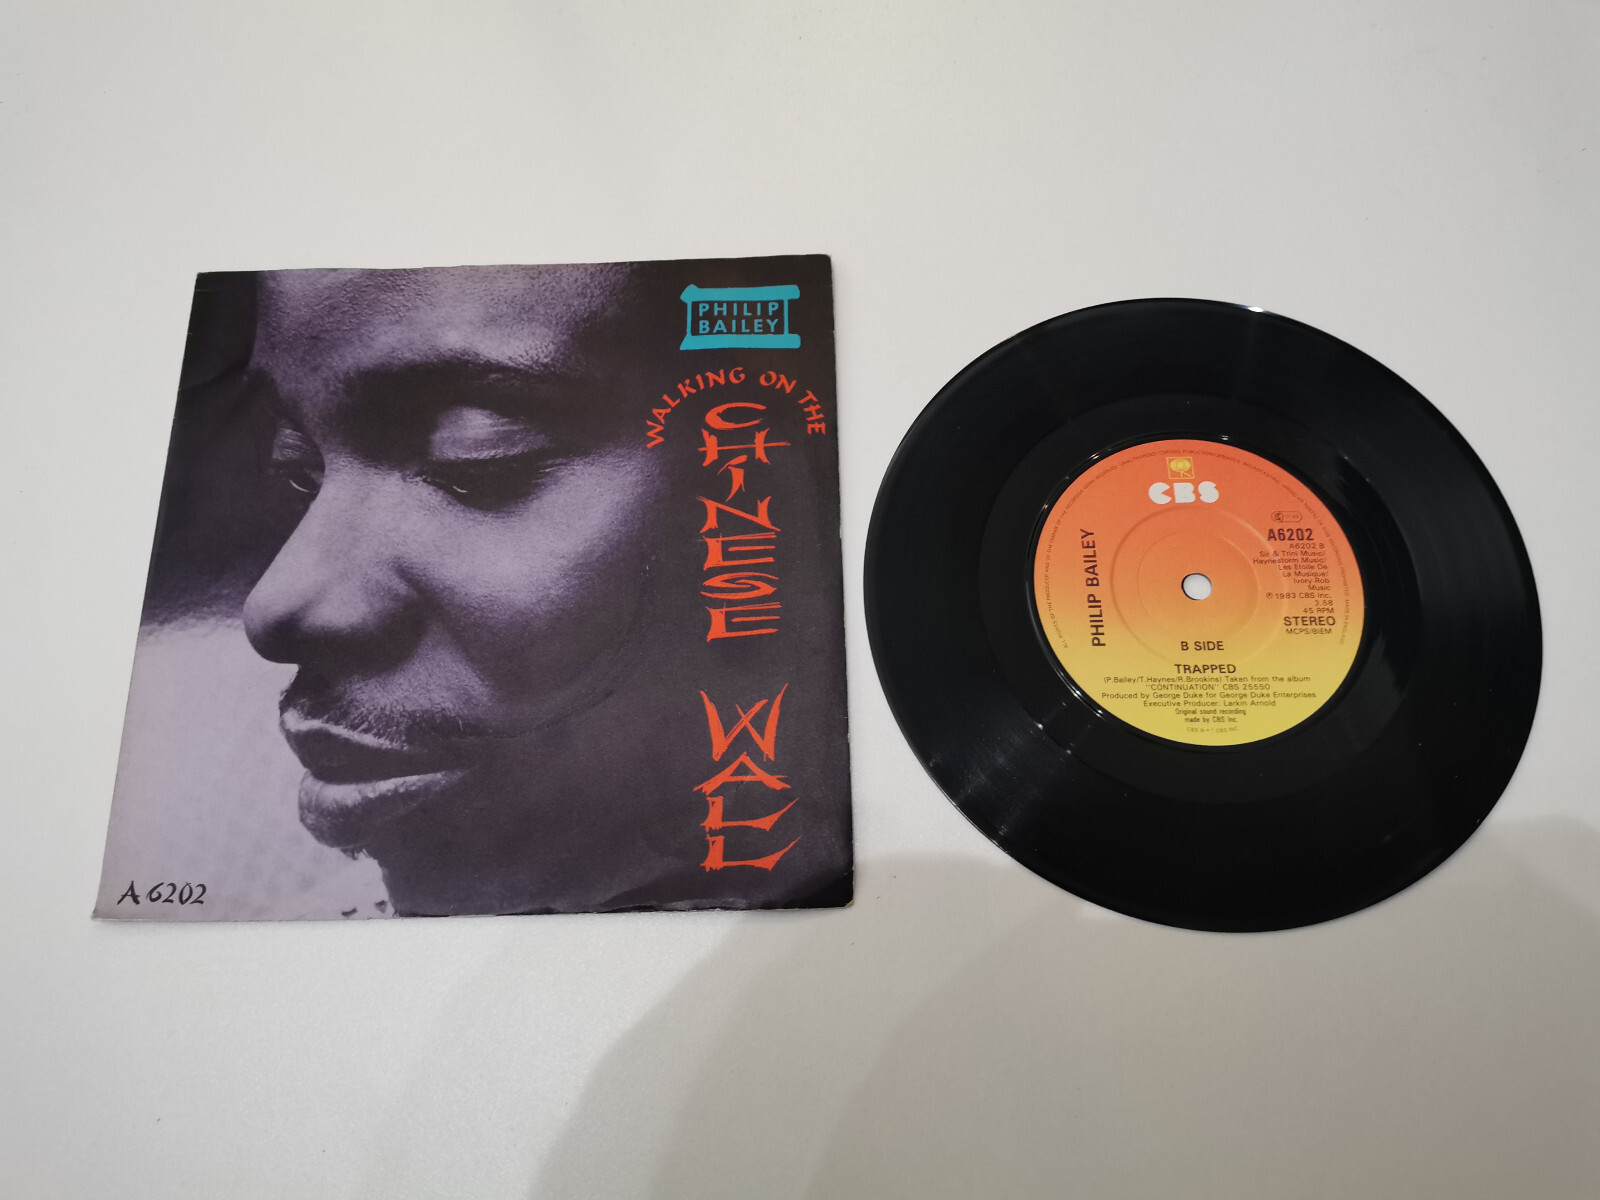 PHILIP
BAILEY
WALKING ON THE
CHINESE
WALL
A 6202
CBS
PHILIP BAILEY
A6202
A6202 B
Sir & Trini Music/
Haynestorm Music/
Les Etoile De
La Musique/
Ivory-Rob
Music
℗ 1983 CBS Inc.
3.58
45 RPM
STEREO
MCPS/BIEM
B SIDE
TRAPPED
(P.Bailey/T.Haynes/R.Brookins) Taken from the album
"CONTINUATION" CBS 25550
Produced by George Duke for George Duke Enterprises
Executive Producer: Larkin Arnold
Original sound recording
made by CBS Inc.